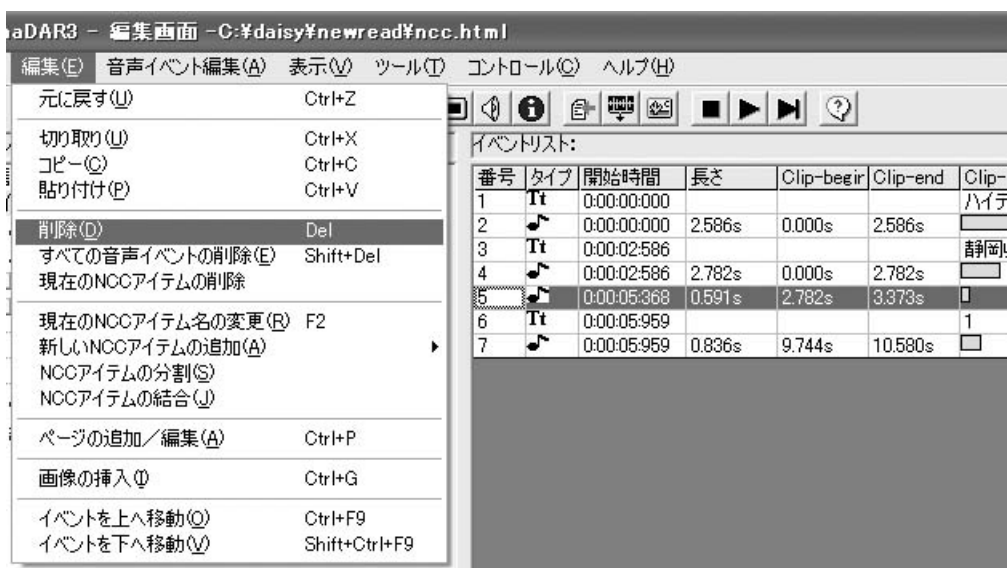 aDAR3 - 編集画面 -C:¥daisy¥newread¥ncc.html
編集(E) 音声イベント編集(A) 表示(V) ツール(T) コントロール(C) ヘルプ(H)
元に戻す(U) Ctrl+Z
切り取り(U) Ctrl+X
コピー(C) Ctrl+C
貼り付け(P) Ctrl+V
削除(D) Del
すべての音声イベントの削除(E) Shift+Del
現在のNCCアイテムの削除
現在のNCCアイテム名の変更(R) F2
新しいNCCアイテムの追加(A)
NCCアイテムの分割(S)
NCCアイテムの結合(J)
ページの追加／編集(A) Ctrl+P
画像の挿入(I) Ctrl+G
イベントを上へ移動(O) Ctrl+F9
イベントを下へ移動(V) Shift+Ctrl+F9
イベントリスト:
番号 タイプ 開始時間 長さ Clip-begin Clip-end Clip-
1 Tt 0:00:00:000 ハイテ
2 0:00:00:000 2.586s 0.000s 2.586s
3 Tt 0:00:02:586 静岡
4 0:00:02:586 2.782s 0.000s 2.782s
5 0:00:05:368 0.591s 2.782s 3.373s
6 Tt 0:00:05:959 1
7 0:00:05:959 0.836s 9.744s 10.580s